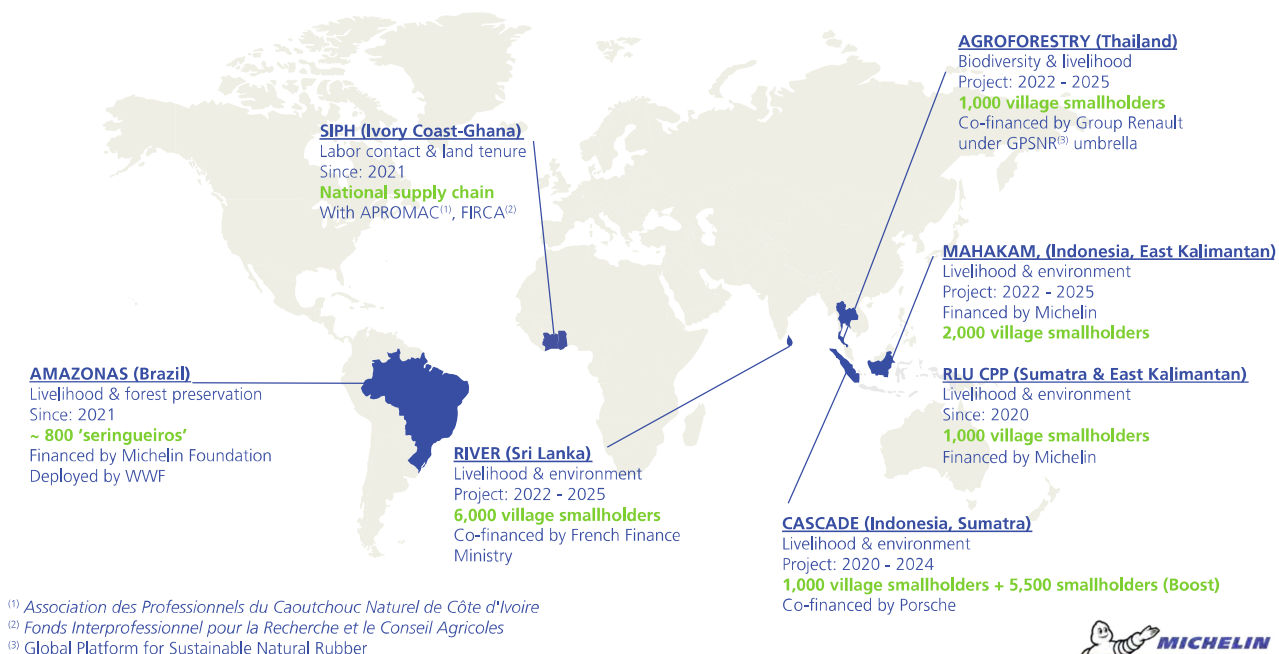 AGROFORESTRY (Thailand)
Biodiversity & livelihood
Project: 2022 - 2025
1,000 village smallholders
Co-financed by Group Renault
under GPSNR(3) umbrella
SIPH (Ivory Coast-Ghana)
Labor contact & land tenure
Since: 2021
National supply chain
With APROMAC(1), FIRCA(2)
MAHAKAM, (Indonesia, East Kalimantan)
Livelihood & environment
Project: 2022 - 2025
Financed by Michelin
2,000 village smallholders
AMAZONAS (Brazil)
Livelihood & forest preservation
Since: 2021
~ 800 ‘seringueiros’
Financed by Michelin Foundation
Deployed by WWF
RLU CPP (Sumatra & East Kalimantan)
Livelihood & environment
Since: 2020
1,000 village smallholders
Financed by Michelin
RIVER (Sri Lanka)
Livelihood & environment
Project: 2022 - 2025
6,000 village smallholders
Co-financed by French Finance
Ministry
CASCADE (Indonesia, Sumatra)
Livelihood & environment
Project: 2020 - 2024
1,000 village smallholders + 5,500 smallholders (Boost)
Co-financed by Porsche
(1) Association des Professionnels du Caoutchouc Naturel de Côte d'Ivoire
(2) Fonds Interprofessionnel pour la Recherche et le Conseil Agricoles
(3) Global Platform for Sustainable Natural Rubber
MICHELIN